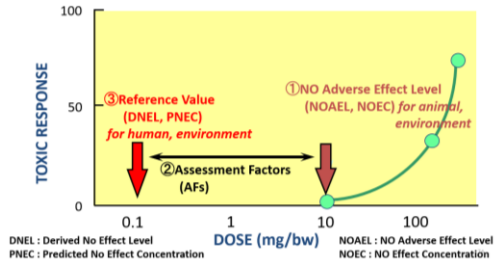 100
50
0
TOXIC RESPONSE
③Reference Value
(DNEL, PNEC)
for human, environment
①NO Adverse Effect Level
(NOAEL, NOEC) for animal,
environment
②Assessment Factors
(AFs)
0.1
1
10
100
DOSE (mg/bw)
DNEL : Derived No Effect Level
PNEC : Predicted No Effect Concentration
NOAEL : NO Adverse Effect Level
NOEC : NO Effect Concentration